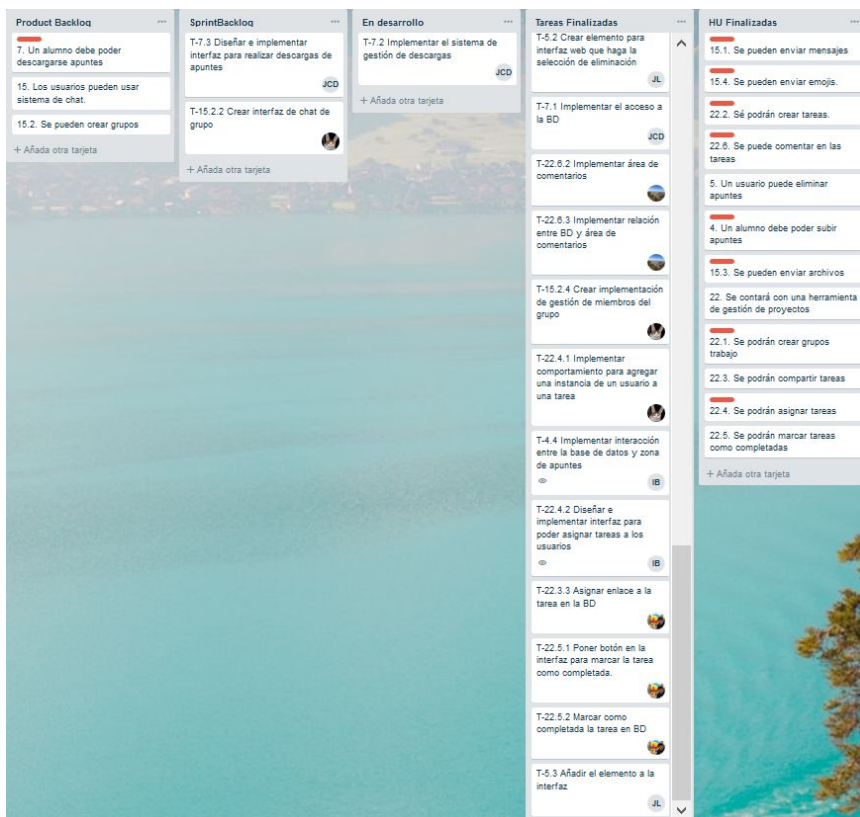 Product Backlog
7. Un alumno debe poder
descargarse apuntes
15. Los usuarios pueden usar
sistema de chat.
15.2. Se pueden crear grupos
+ Añada otra tarjeta
SprintBacklog
T-7.3 Diseñar e implementar
interfaz para realizar descargas de
apuntes
JCD
T-15.2.2 Crear interfaz de chat de
grupo
+ Añada otra tarjeta
En desarrollo
T-7.2 Implementar el sistema de
gestión de descargas
JCD
+ Añada otra tarjeta
Tareas Finalizadas
T-5.2 Crear elemento para
interfaz web que haga la
selección de eliminación
JL
T-7.1 Implementar el acceso a
la BD
JCD
T-22.6.2 Implementar área de
comentarios
T-22.6.3 Implementar relación
entre BD y área de
comentarios
T-15.2.4 Crear implementación
de gestión de miembros del
grupo
T-22.4.1 Implementar
comportamiento para agregar
una instancia de un usuario a
una tarea
T-4.4 Implementar interacción
entre la base de datos y zona
de apuntes
IB
T-22.4.2 Diseñar e
implementar interfaz para
poder asignar tareas a los
usuarios
IB
T-22.3.3 Asignar enlace a la
tarea en la BD
T-22.5.1 Poner botón en la
interfaz para marcar la tarea
como completada.
T-22.5.2 Marcar como
completada la tarea en BD
T-5.3 Añadir el elemento a la
interfaz
JL
HU Finalizadas
15.1. Se pueden enviar mensajes
15.4. Se pueden enviar emojis.
22.2. Sé podrán crear tareas.
22.6. Se puede comentar en las
tareas
5. Un usuario puede eliminar
apuntes
4. Un alumno debe poder subir
apuntes
15.3. Se pueden enviar archivos
22. Se contará con una herramienta
de gestión de proyectos
22.1. Se podrán crear grupos
trabajo
22.3. Se podrán compartir tareas
22.4. Se podrán asignar tareas
22.5. Se podrán marcar tareas
como completadas
+ Añada otra tarjeta